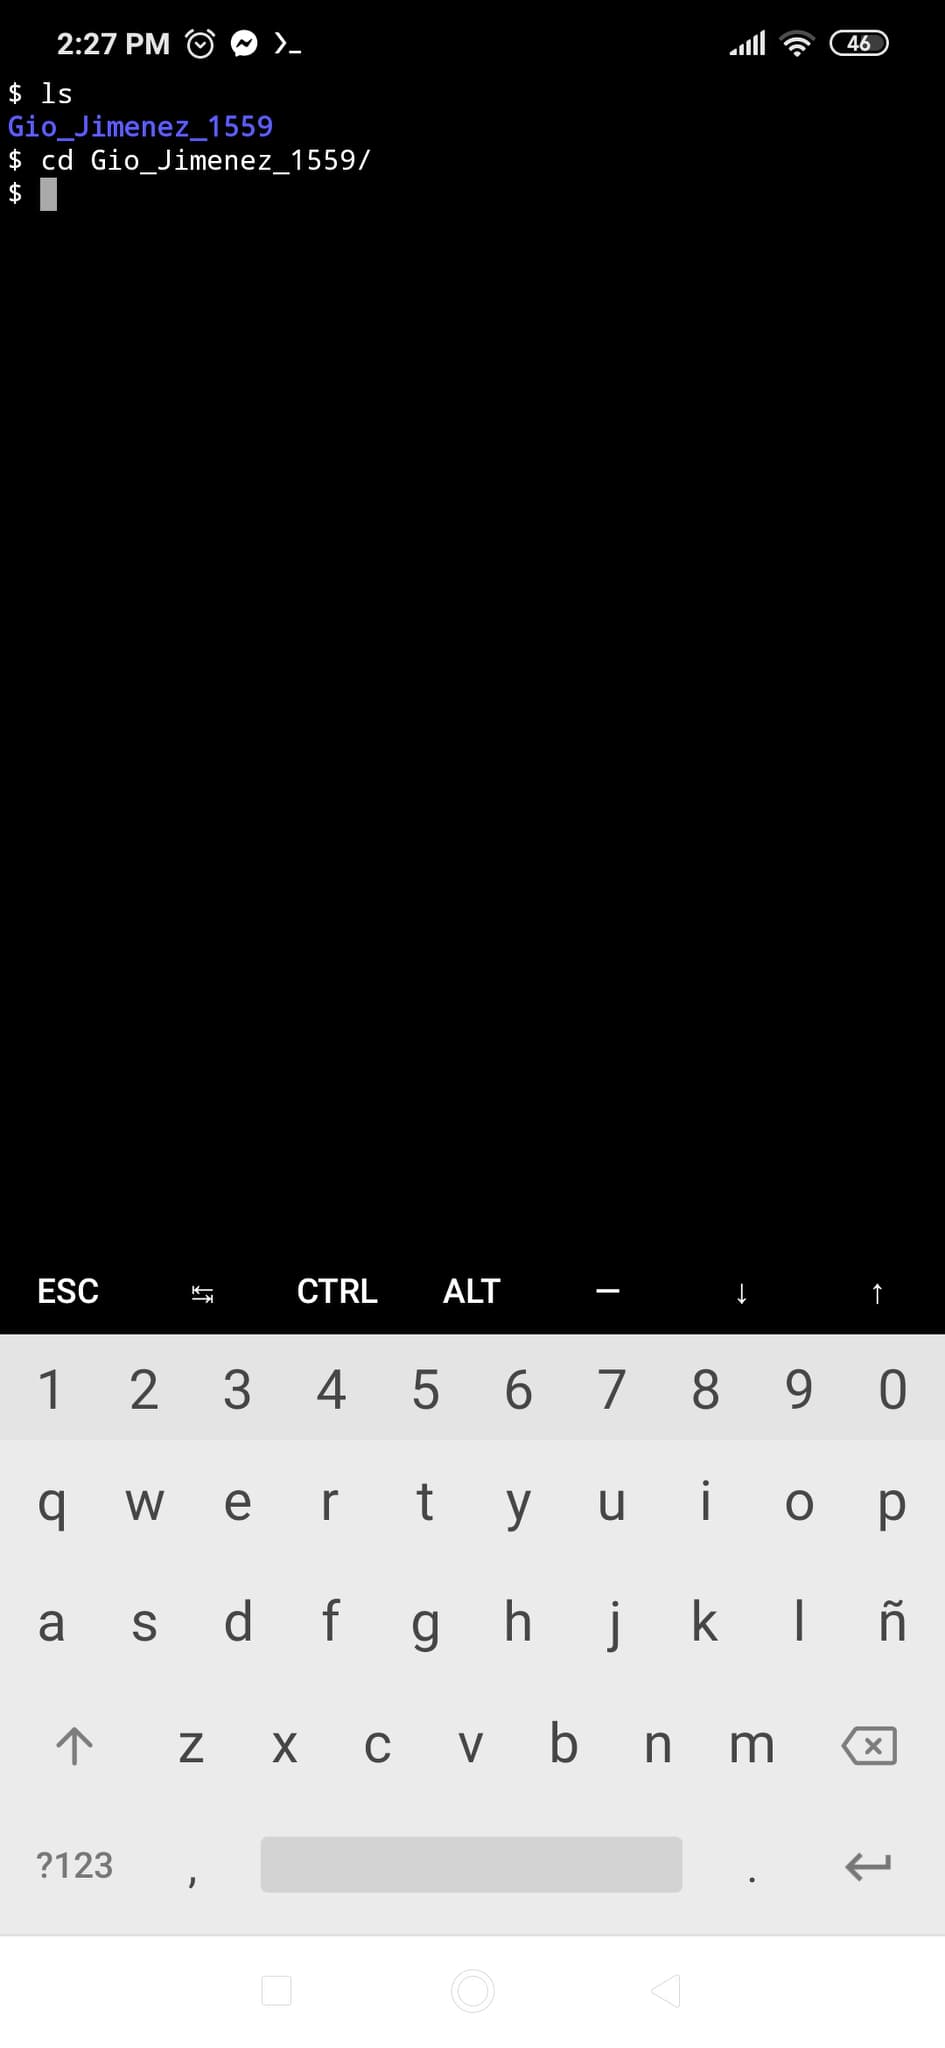 2:27 PM 46
$ ls
Gio_Jimenez_1559
$ cd Gio_Jimenez_1559/
$
ESC ↹ CTRL ALT — ↓ ↑
1 2 3 4 5 6 7 8 9 0
q w e r t y u i o p
a s d f g h j k l ñ
z x c v b n m
?123 , .